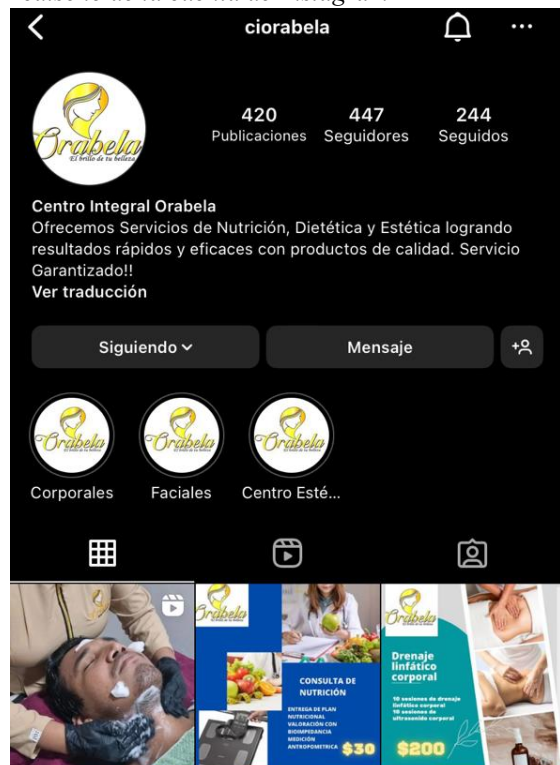 ciorabela
Orabela
El brillo de tu belleza
420 447 244
Publicaciones Seguidores Seguidos
Centro Integral Orabela
Ofrecemos Servicios de Nutrición, Dietética y Estética logrando
resultados rápidos y eficaces con productos de calidad. Servicio
Garantizado!!
Ver traducción
Siguiendo
Mensaje
Orabela
Orabela
Orabela
Corporales Faciales Centro Esté...
Orabela
CONSULTA DE
NUTRICIÓN
ENTREGA DE PLAN
NUTRICIONAL
VALORACIÓN CON
BIOIMPEDANCIA
MEDICIÓN
ANTROPOMETRICA
$30
Orabela
Drenaje
linfático
corporal
10 sesiones de drenaje
linfático corporal
10 sesiones de
ultrasonido corporal
$200